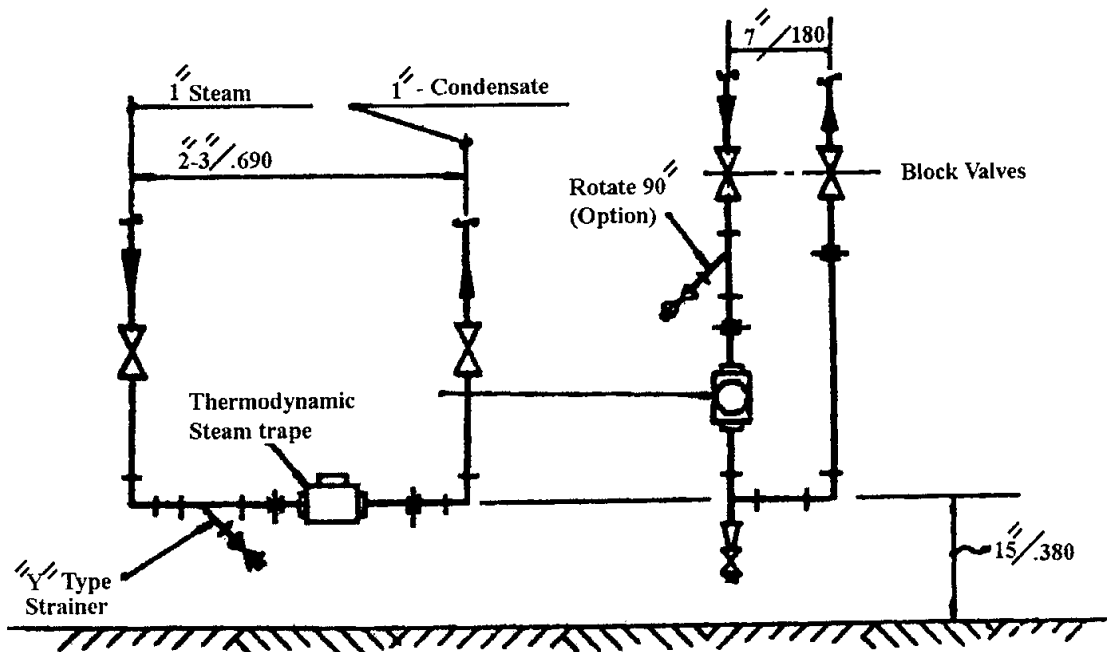 1" Steam
1" - Condensate
2"-3"/.690
7"/180
Block Valves
Rotate 90"
(Option)
Thermodynamic
Steam trape
"Y" Type
Strainer
15"/.380